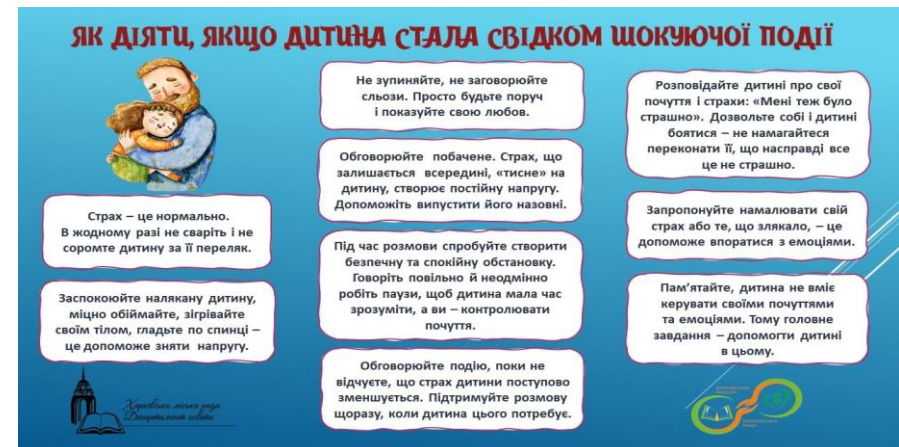 ЯК ДІЯТИ, ЯКЩО ДИТИНА СТАЛА СВІДКОМ ШОКУЮЧОЇ ПОДІЇ
Страх – це нормально.
В жодному разі не сваріть і не
соромте дитину за її переляк.
Заспокоюйте налякану дитину,
міцно обіймайте, зігрівайте
своїм тілом, гладьте по спинці –
це допоможе зняти напругу.
Харківська міська рада
Департамент освіти
Не зупиняйте, не заговорюйте
сльози. Просто будьте поруч
і показуйте свою любов.
Обговорюйте побачене. Страх, що
залишається всередині, «тисне» на
дитину, створює постійну напругу.
Допоможіть випустити його назовні.
Під час розмови спробуйте створити
безпечну та спокійну обстановку.
Говоріть повільно й неодмінно
робіть паузи, щоб дитина мала час
зрозуміти, а ви – контролювати
почуття.
Обговорюйте подію, поки не
відчуєте, що страх дитини поступово
зменшується. Підтримуйте розмову
щоразу, коли дитина цього потребує.
Розповідайте дитині про свої
почуття і страхи: «Мені теж було
страшно». Дозвольте собі і дитині
боятися – не намагайтеся
переконати її, що насправді все
це не страшно.
Запропонуйте намалювати свій
страх або те, що злякало, – це
допоможе впоратися з емоціями.
Пам’ятайте, дитина не вміє
керувати своїми почуттями
та емоціями. Тому головне
завдання – допомогти дитині
в цьому.